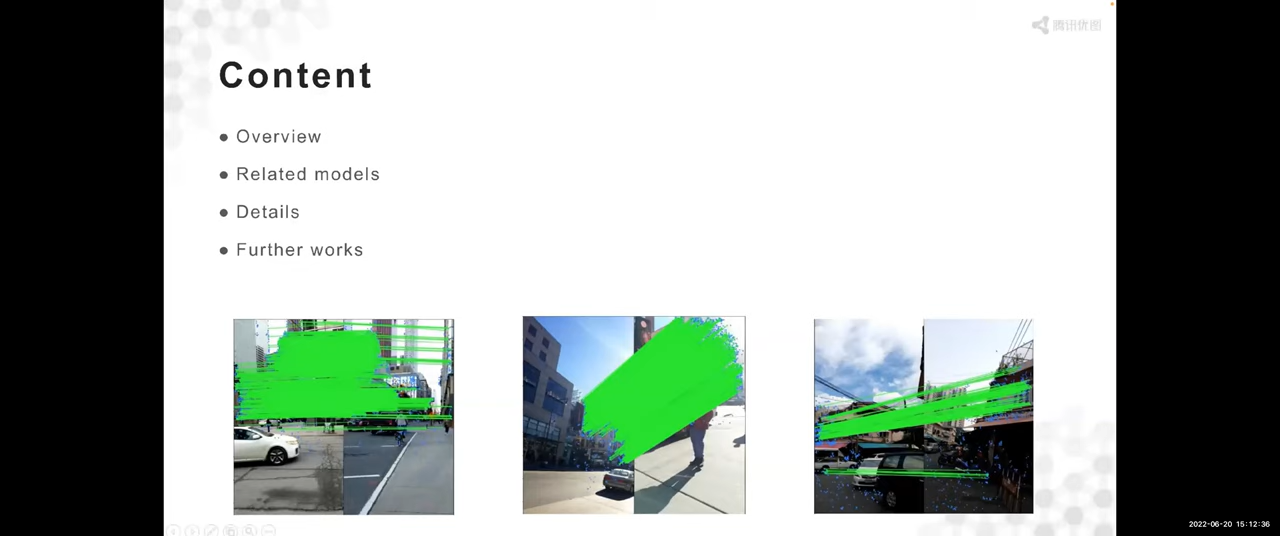 腾讯优图
Content
● Overview
● Related models
● Details
● Further works
2022-06-20 15:12:36